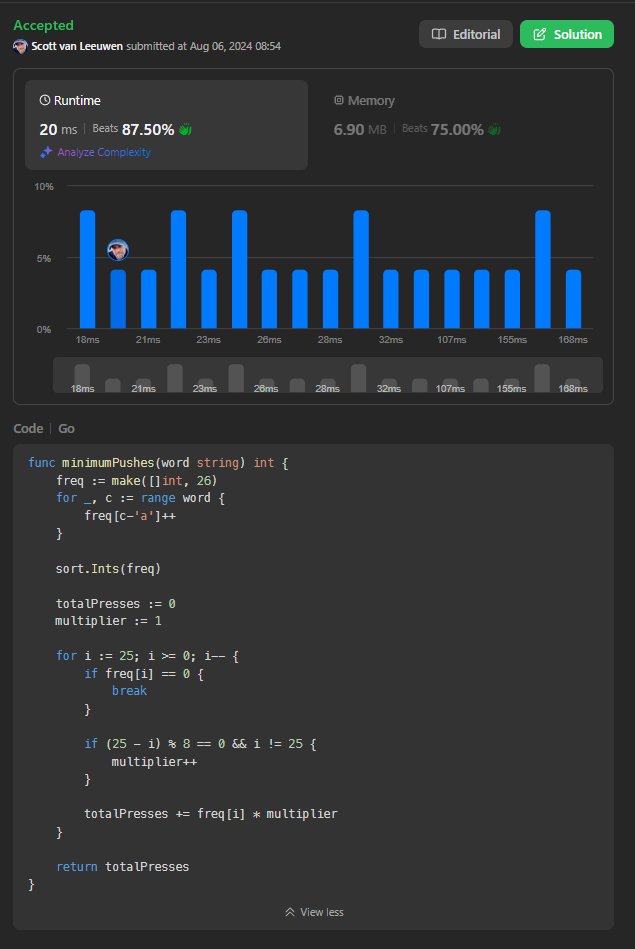 Accepted
Editorial
Solution
Scott van Leeuwen submitted at Aug 06, 2024 08:54
Runtime
20 ms | Beats 87.50%
Analyze Complexity
Memory
6.90 MB | Beats 75.00%
10%
5%
0%
18ms 21ms 23ms 26ms 28ms 32ms 107ms 155ms 168ms
18ms 21ms 23ms 26ms 28ms 32ms 107ms 155ms 168ms
Code | Go
func minimumPushes(word string) int {
    freq := make([]int, 26)
    for _, c := range word {
        freq[c-'a']++
    }

    sort.Ints(freq)

    totalPresses := 0
    multiplier := 1

    for i := 25; i >= 0; i-- {
        if freq[i] == 0 {
            break
        }

        if (25 - i) % 8 == 0 && i != 25 {
            multiplier++
        }

        totalPresses += freq[i] * multiplier
    }

    return totalPresses
}
View less